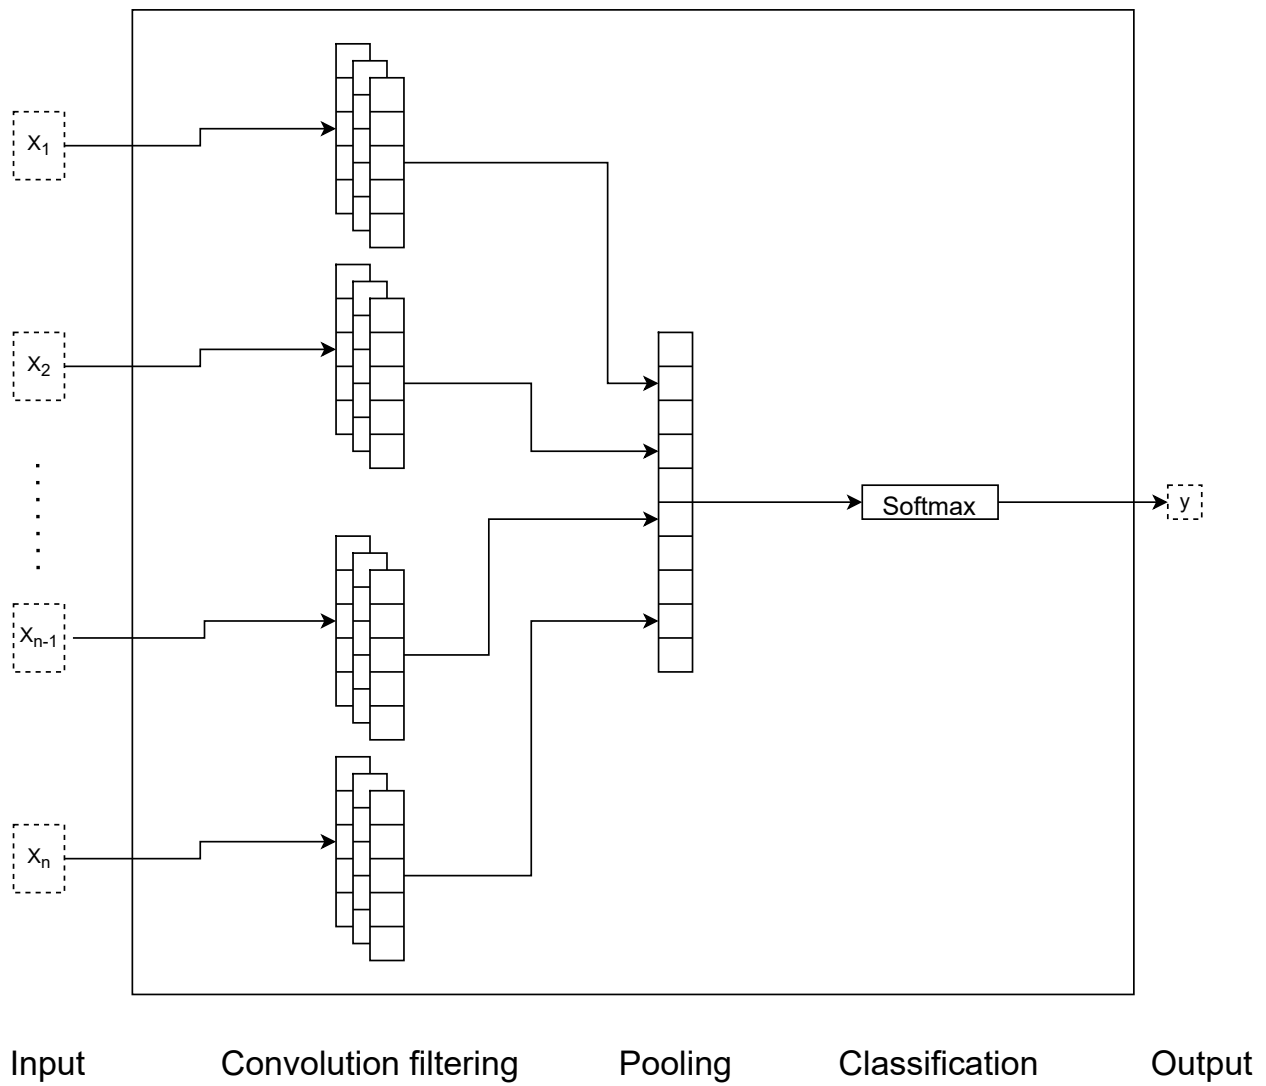 X1
X2
Xn-1
Xn
Softmax
y
Input Convolution filtering Pooling Classification Output